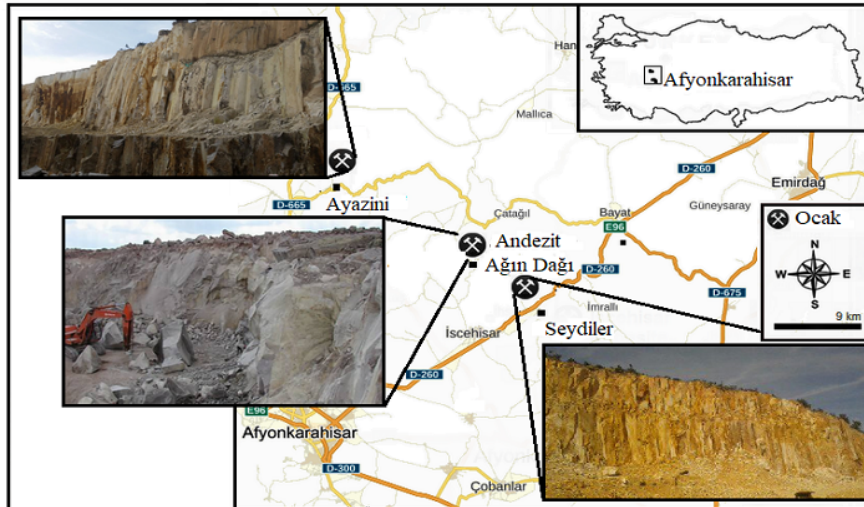 Afyonkarahisar
Han
D-665
Mallıca
D-260
Emirdağ
D-665
Ayazini
Çatağıl
Bayat
Güneysaray
E96
Ocak
Andezit
Ağın Dağı
D-260
N
W
E
S
D-675
9 km
İmralli
İscehisar
Seydiler
D-260
E96
Afyonkarahisar
D-300
Çobanlar